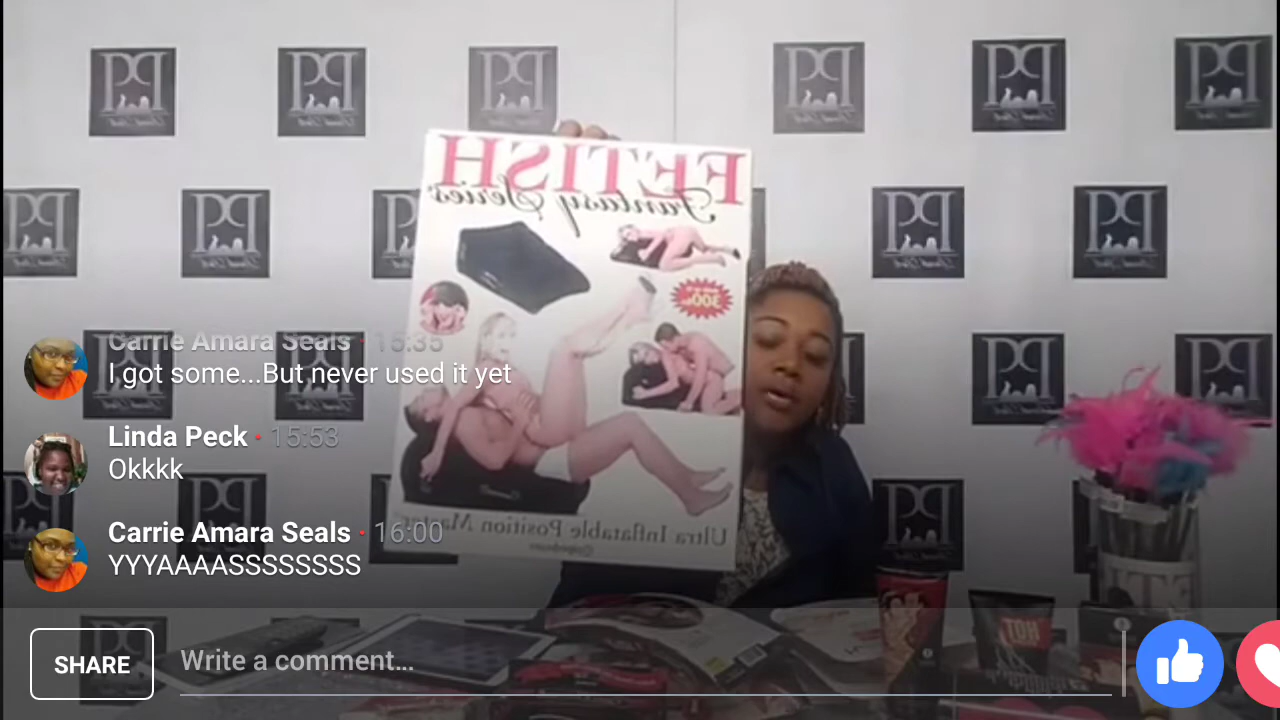 FETISH
Fantasy Series
Ultra Inflatable Position Master
HOT
Carrie Amara Seals · 15:35
I got some...But never used it yet
Linda Peck · 15:53
Okkkk
Carrie Amara Seals · 16:00
YYYAAAASSSSSSSS
SHARE
Write a comment...